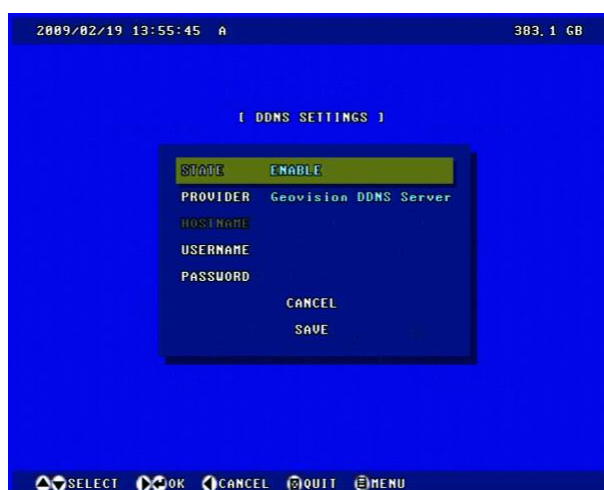 2009/02/19 13:55:45 A 383.1 GB
[ DDNS SETTINGS ]
STATE ENABLE
PROVIDER Geovision DDNS Server
HOSTNAME
USERNAME
PASSWORD
CANCEL
SAVE
SELECT OK CANCEL QUIT MENU